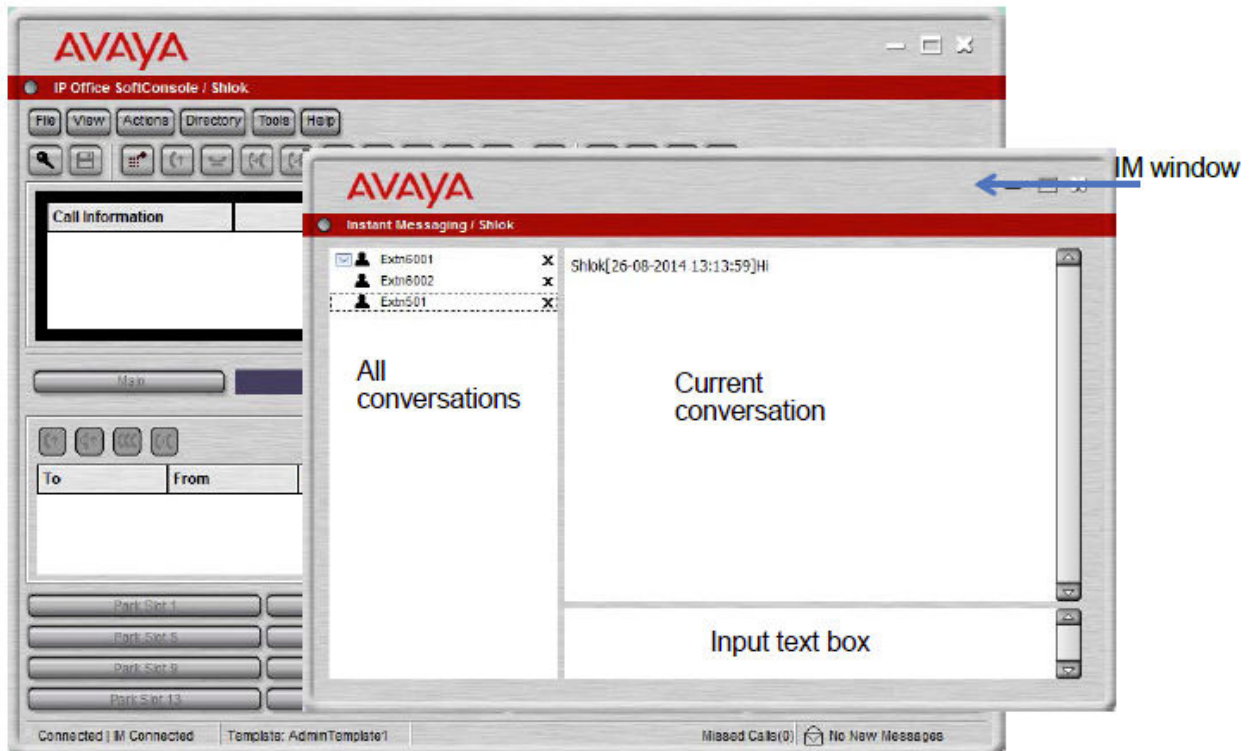 AVAYA
IP Office SoftConsole / Shlok
File View Actions Directory Tools Help
IM window
AVAYA
Call Information
Instant Messaging / Shlok
Extn6001 X
Extn6002 X
Extn501 X
Shlok[26-08-2014 13:13:59]Hi
All
conversations
Current
conversation
Main
To From
Input text box
Park Slot 1
Park Slot 5
Park Slot 9
Park Slot 13
Connected | IM Connected Template: AdminTemplate1 Missed Calls(0) No New Messages